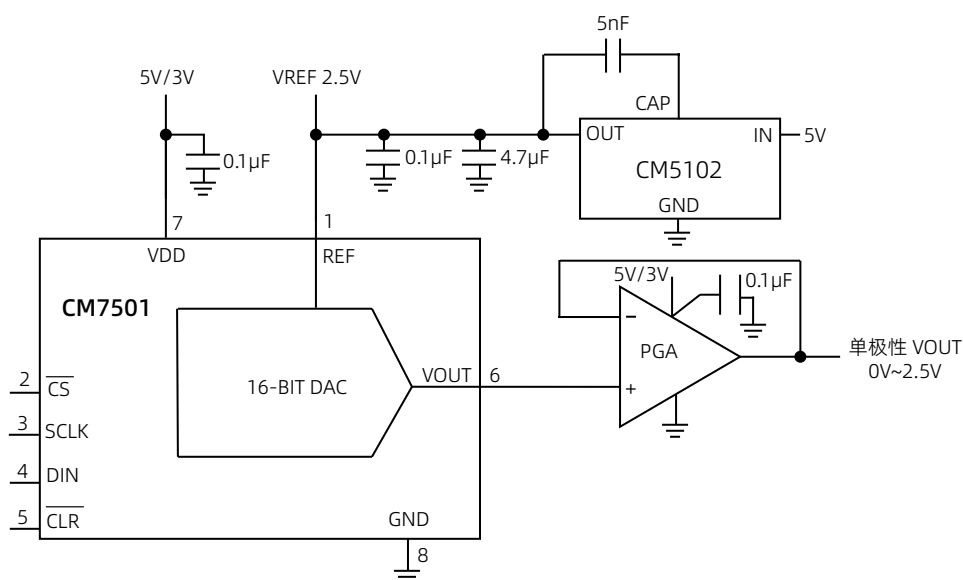 5nF
5V/3V
VREF 2.5V
CAP
OUT
IN
5V
0.1μF
0.1μF
4.7μF
CM5102
GND
7
1
VDD
REF
CM7501
5V/3V
0.1μF
−
PGA
单极性 VOUT
0V~2.5V
16-BIT DAC
VOUT
6
+
2
CS
3
SCLK
4
DIN
5
CLR
GND
8